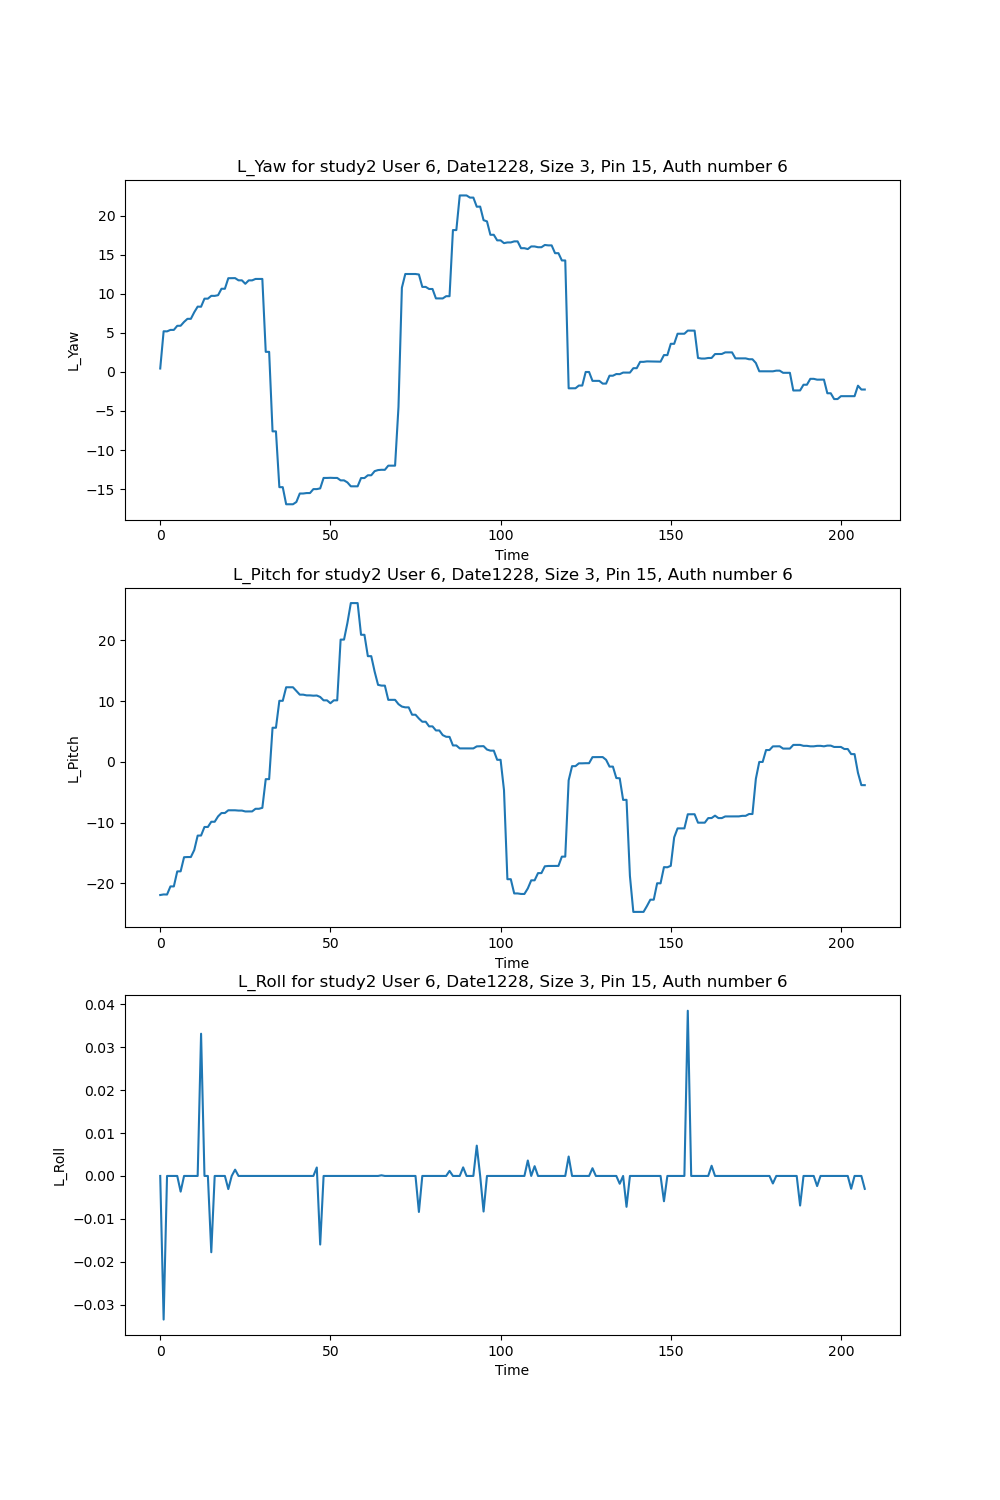 L_Yaw for study2 User 6, Date1228, Size 3, Pin 15, Auth number 6
20
15
10
5
0
−5
−10
−15
L_Yaw
0 50 100 150 200
Time
L_Pitch for study2 User 6, Date1228, Size 3, Pin 15, Auth number 6
20
10
0
−10
−20
L_Pitch
0 50 100 150 200
Time
L_Roll for study2 User 6, Date1228, Size 3, Pin 15, Auth number 6
0.04
0.03
0.02
0.01
0.00
−0.01
−0.02
−0.03
L_Roll
0 50 100 150 200
Time